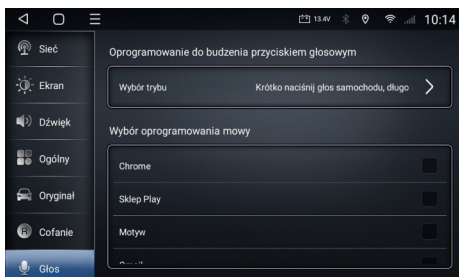 13.4V 10:14
Sieć
Ekran
Dźwięk
Ogólny
Oryginał
Cofanie
Głos
Oprogramowanie do budzenia przyciskiem głosowym
Wybór trybu Krótko naciśnij głos samochodu, długo
Wybór oprogramowania mowy
Chrome
Sklep Play
Motyw